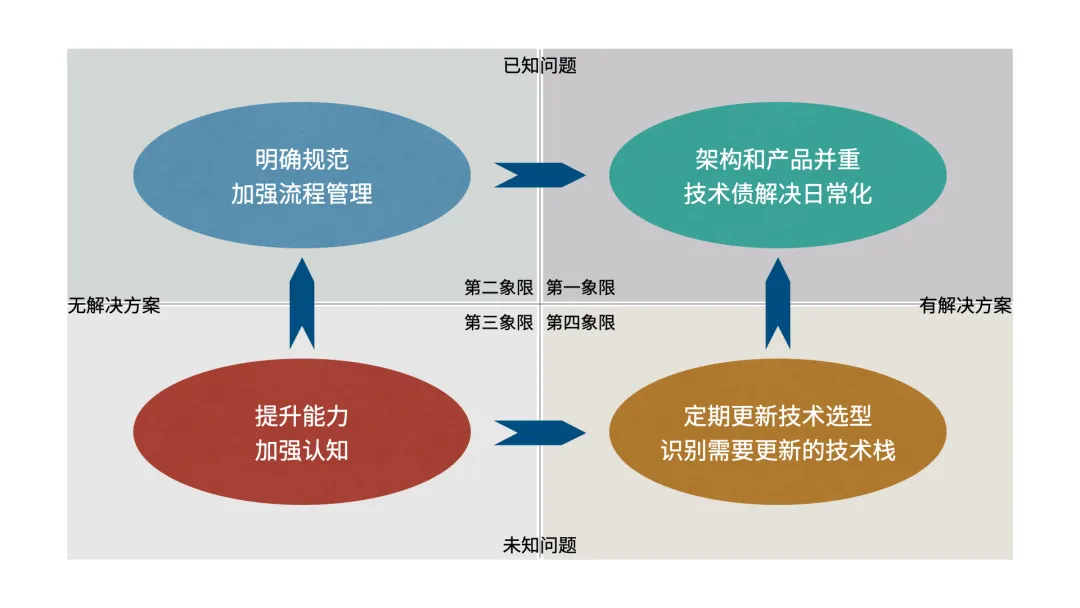 已知问题
明确规范
加强流程管理
架构和产品并重
技术债解决日常化
第二象限
第一象限
无解决方案
有解决方案
第三象限
第四象限
提升能力
加强认知
定期更新技术选型
识别需要更新的技术栈
未知问题